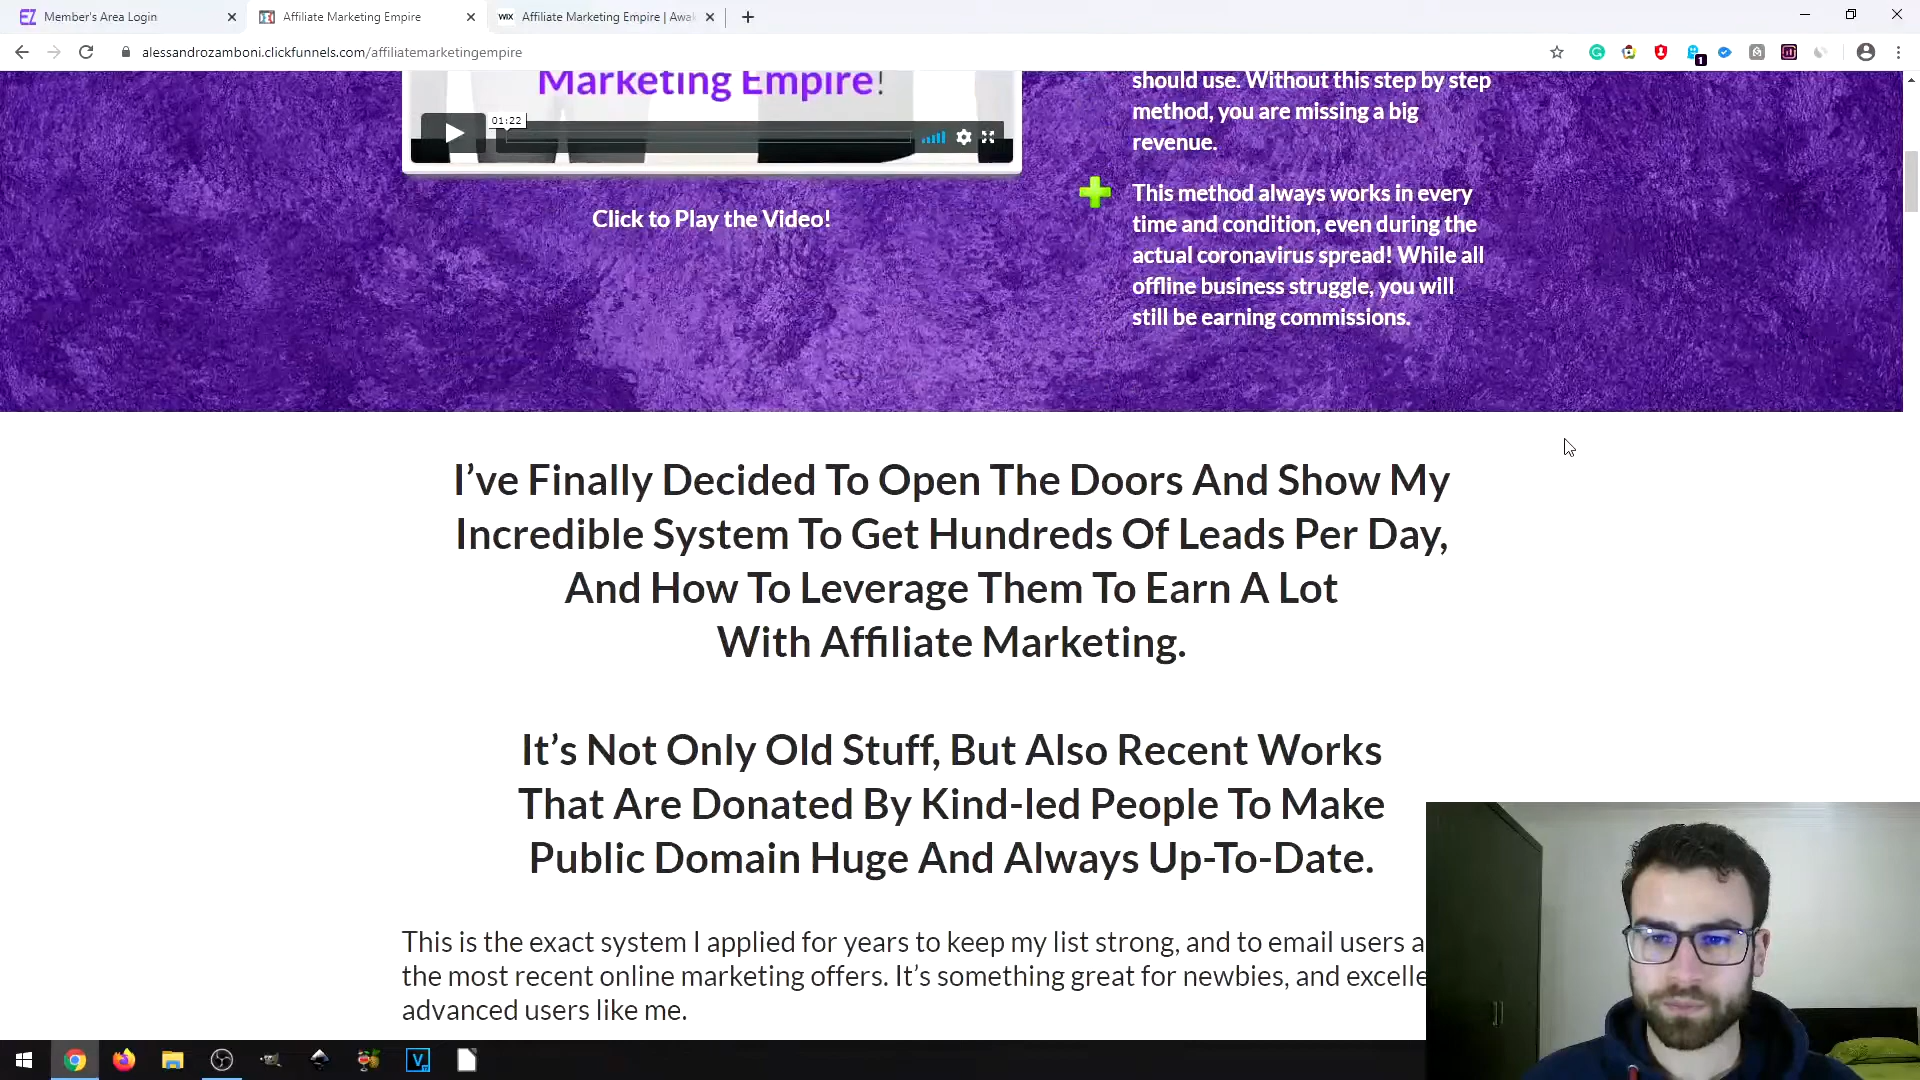 Member's Area Login
Affiliate Marketing Empire
WIX
Affiliate Marketing Empire | Awa
alessandrozamboni.clickfunnels.com/affiliatemarketingempire
1
Marketing Empire!
01:22
Click to Play the Video!
should use. Without this step by step
method, you are missing a big
revenue.
This method always works in every
time and condition, even during the
actual coronavirus spread! While all
offline business struggle, you will
still be earning commissions.
I’ve Finally Decided To Open The Doors And Show My
Incredible System To Get Hundreds Of Leads Per Day,
And How To Leverage Them To Earn A Lot
With Affiliate Marketing.
It’s Not Only Old Stuff, But Also Recent Works
That Are Donated By Kind-led People To Make
Public Domain Huge And Always Up-To-Date.
This is the exact system I applied for years to keep my list strong, and to email users a
the most recent online marketing offers. It’s something great for newbies, and excelle
advanced users like me.